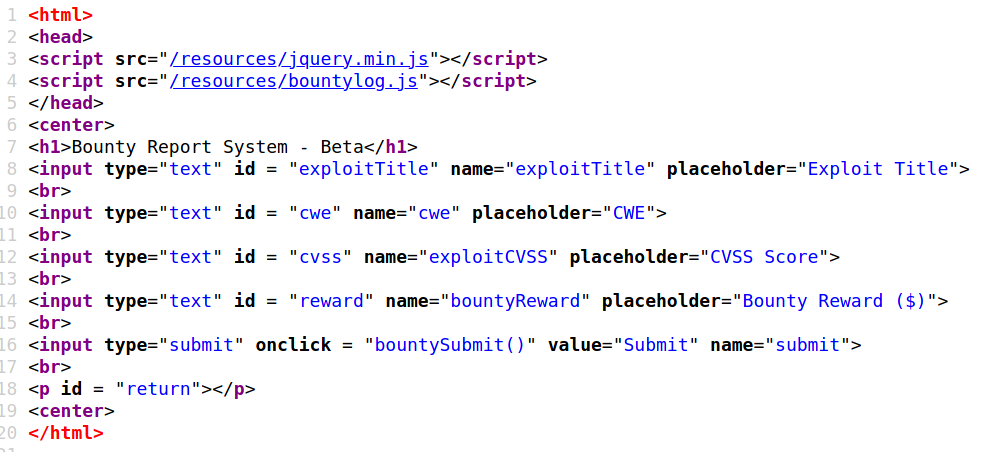 1 <html>
2 <head>
3 <script src="/resources/jquery.min.js"></script>
4 <script src="/resources/bountylog.js"></script>
5 </head>
6 <center>
7 <h1>Bounty Report System - Beta</h1>
8 <input type="text" id = "exploitTitle" name="exploitTitle" placeholder="Exploit Title">
9 <br>
10 <input type="text" id = "cwe" name="cwe" placeholder="CWE">
11 <br>
12 <input type="text" id = "cvss" name="exploitCVSS" placeholder="CVSS Score">
13 <br>
14 <input type="text" id = "reward" name="bountyReward" placeholder="Bounty Reward ($)">
15 <br>
16 <input type="submit" onclick = "bountySubmit()" value="Submit" name="submit">
17 <br>
18 <p id = "return"></p>
19 <center>
20 </html>
21